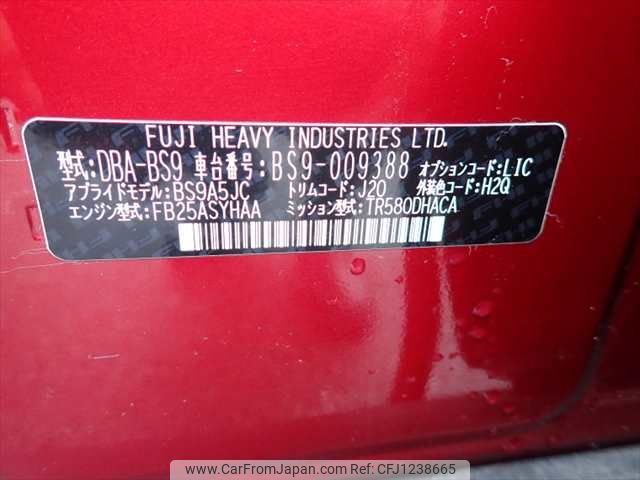 FUJI HEAVY INDUSTRIES LTD.
型式:DBA-BS9 車台番号:BS9-009388 オプションコード:LIC
アプライドモデル:BS9A5JC トリムコード:J20 外装色コード:H2Q
エンジン型式:FB25ASYHAA ミッション型式:TR580DHACA
www.CarFromJapan.com - CFJ1238665